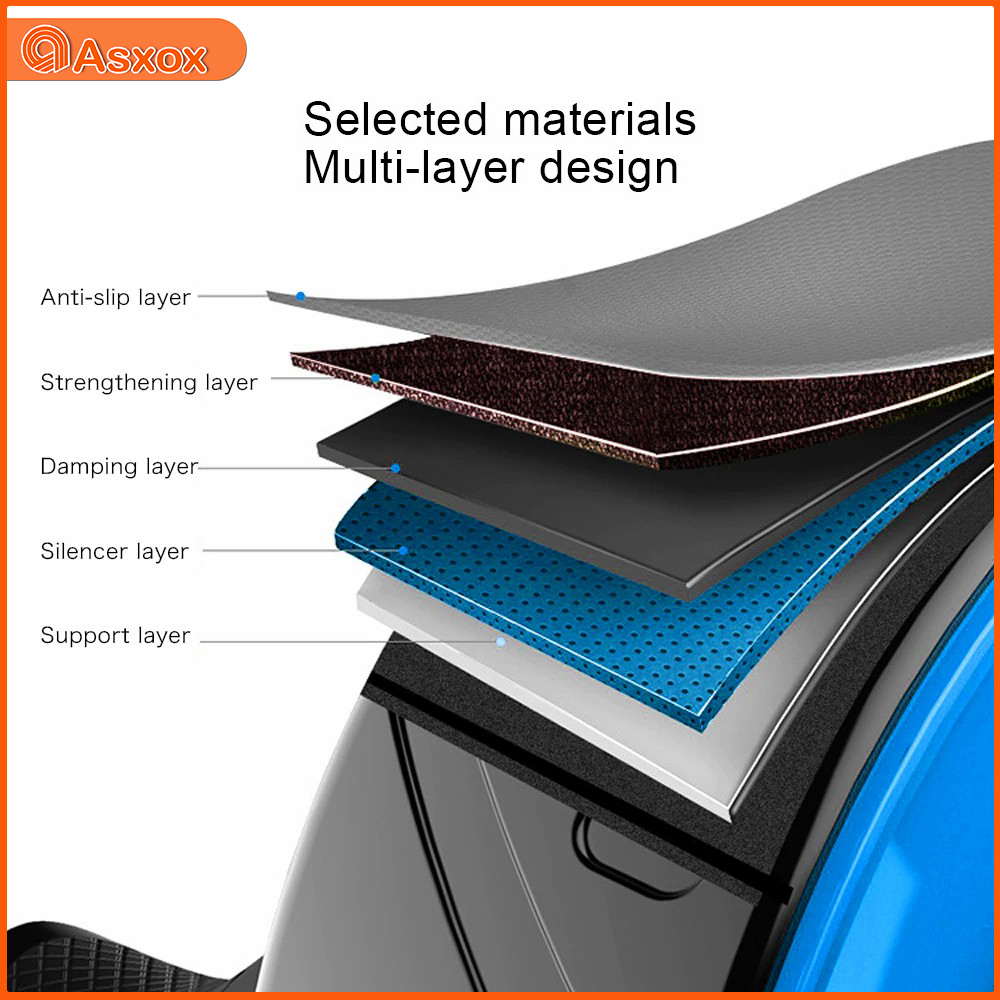 Asxox
Selected materials
Multi-layer design
Anti-slip layer
Strengthening layer
Damping layer
Silencer layer
Support layer